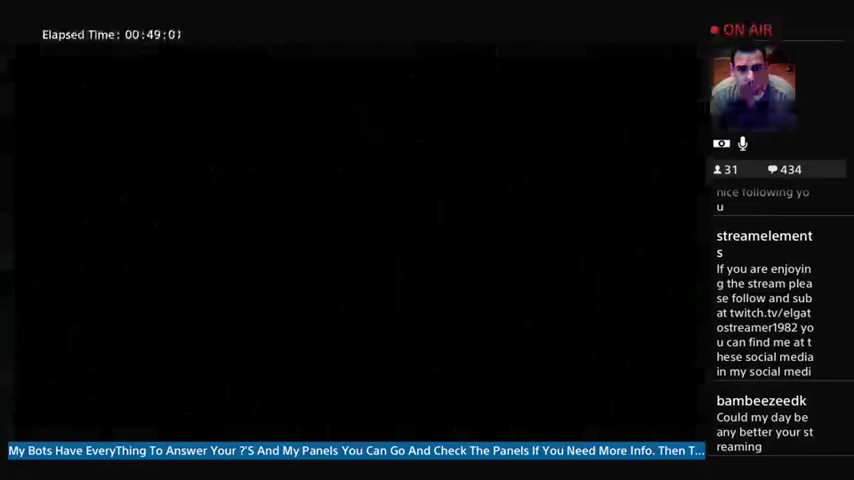 Elapsed Time: 00:49:01
ON AIR
31 434
nice following yo
u
streamelement
s
If you are enjoyin
g the stream plea
se follow and sub
at twitch.tv/elgat
ostreamer1982 yo
u can find me at t
hese social media
in my social medi
bambeezeedk
Could my day be
any better your st
reaming
My Bots Have EveryThing To Answer Your ?'S And My Panels You Can Go And Check The Panels If You Need More Info. Then T...